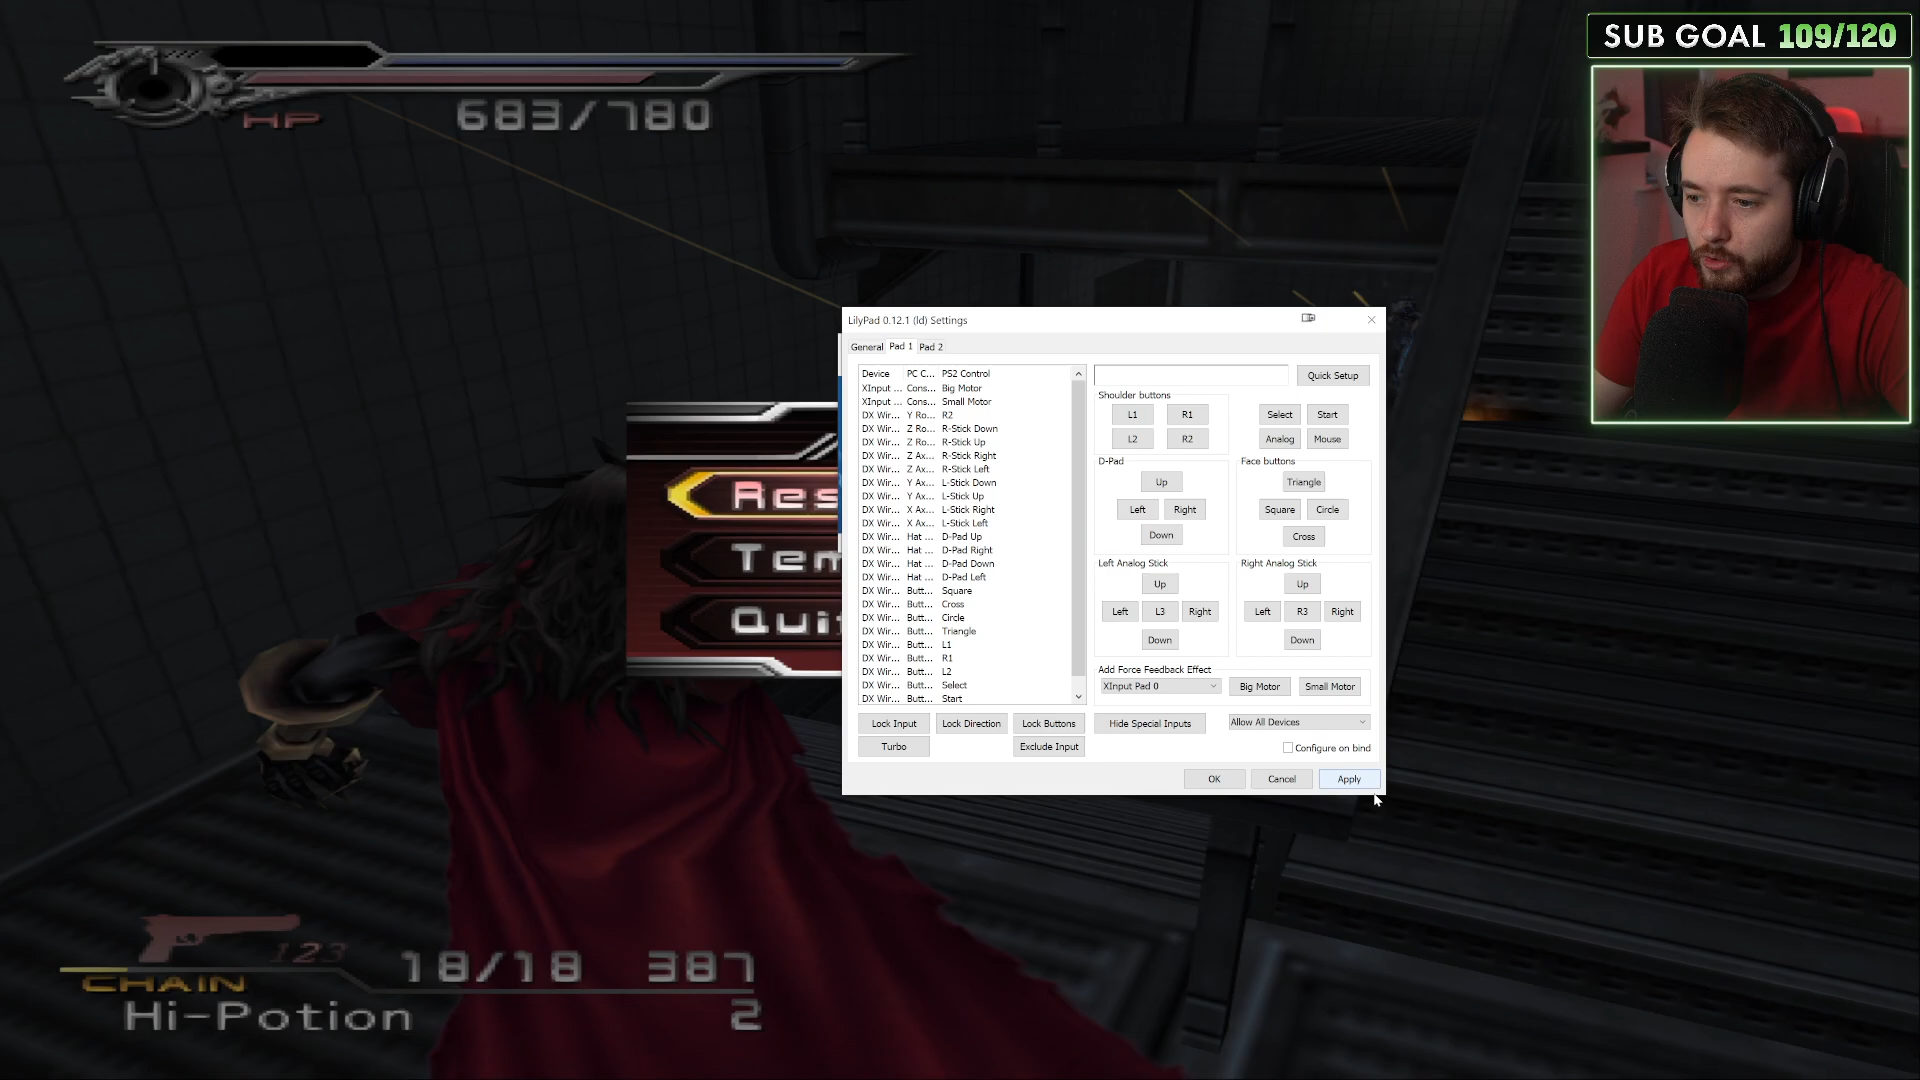 SUB GOAL 109/120
HP
683/780
LilyPad 0.12.1 (ld) Settings
General Pad 1 Pad 2
Device PC C... PS2 Control
XInput ... Cons... Big Motor
XInput ... Cons... Small Motor
DX Wir... Y Ro... R2
DX Wir... Z Ro... R-Stick Down
DX Wir... Z Ro... R-Stick Up
DX Wir... Z Ax... R-Stick Right
DX Wir... Z Ax... R-Stick Left
DX Wir... Y Ax... L-Stick Down
DX Wir... Y Ax... L-Stick Up
DX Wir... X Ax... L-Stick Right
DX Wir... X Ax... L-Stick Left
DX Wir... Hat ... D-Pad Up
DX Wir... Hat ... D-Pad Right
DX Wir... Hat ... D-Pad Down
DX Wir... Hat ... D-Pad Left
DX Wir... Butt... Square
DX Wir... Butt... Cross
DX Wir... Butt... Circle
DX Wir... Butt... Triangle
DX Wir... Butt... L1
DX Wir... Butt... R1
DX Wir... Butt... L2
DX Wir... Butt... Select
DX Wir... Butt... Start
Quick Setup
Shoulder buttons
L1 R1 Select Start
L2 R2 Analog Mouse
D-Pad Face buttons
Up Triangle
Left Right Square Circle
Down Cross
Left Analog Stick Right Analog Stick
Up Up
Left L3 Right Left R3 Right
Down Down
Add Force Feedback Effect
XInput Pad 0 Big Motor Small Motor
Lock Input Lock Direction Lock Buttons Hide Special Inputs Allow All Devices
Turbo Exclude Input Configure on bind
OK Cancel Apply
Res
Tem
Qui
123
18/18 387
CHAIN
Hi-Potion 2